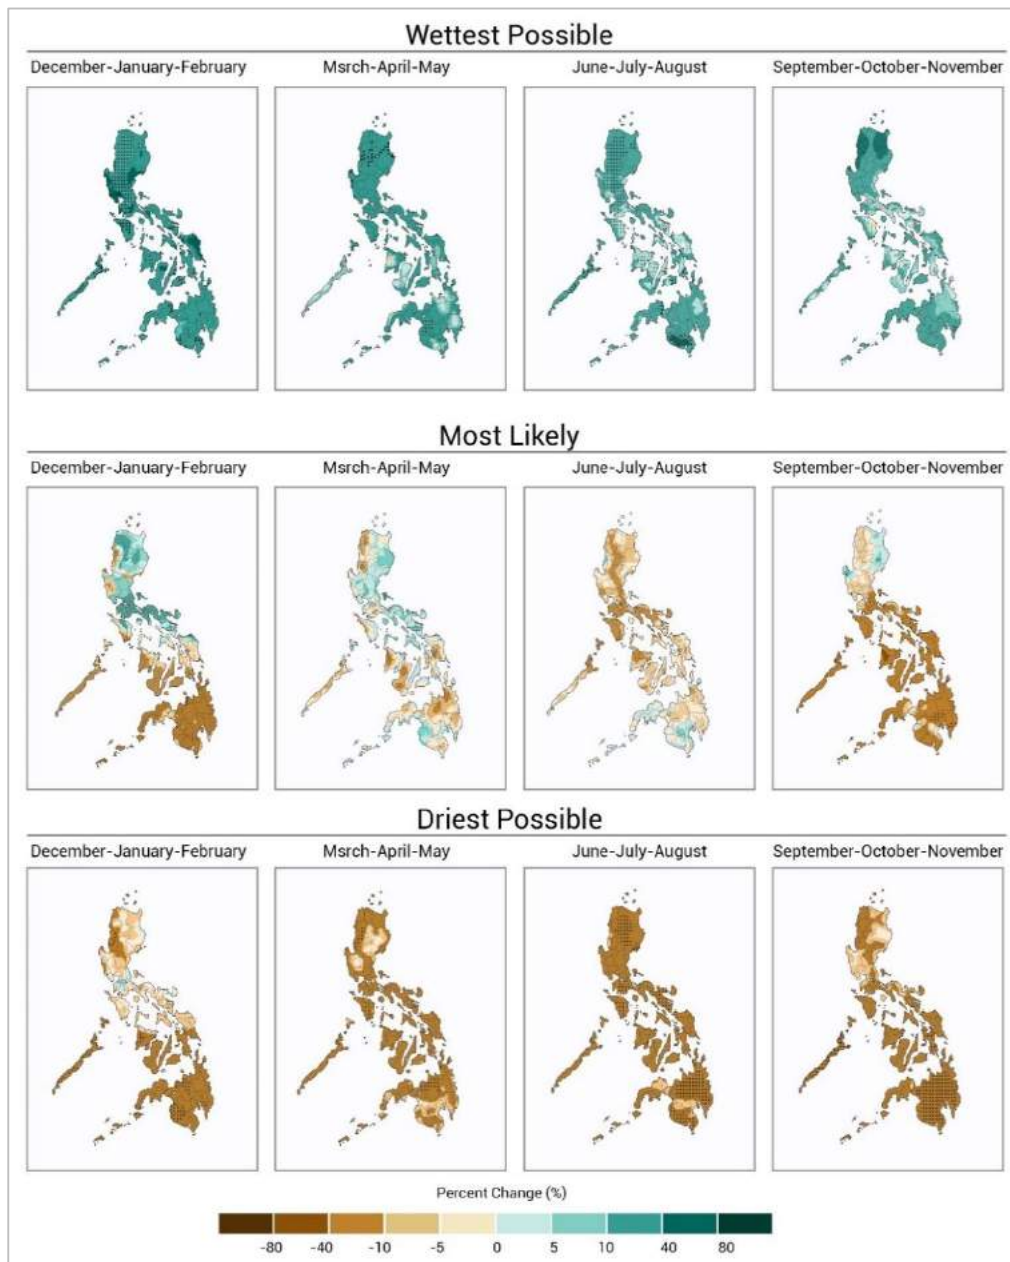 Wettest Possible
December-January-February Msrch-April-May June-July-August September-October-November
Most Likely
December-January-February Msrch-April-May June-July-August September-October-November
Driest Possible
December-January-February Msrch-April-May June-July-August September-October-November
Percent Change (%)
-80 -40 -10 -5 0 5 10 40 80